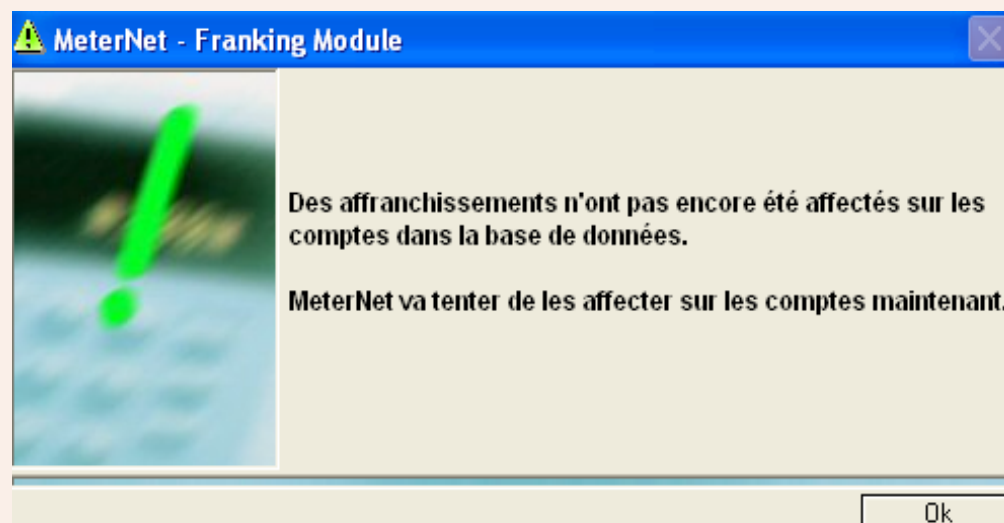 MeterNet - Franking Module
Des affranchissements n'ont pas encore été affectés sur les
comptes dans la base de données.
MeterNet va tenter de les affecter sur les comptes maintenant.
Ok